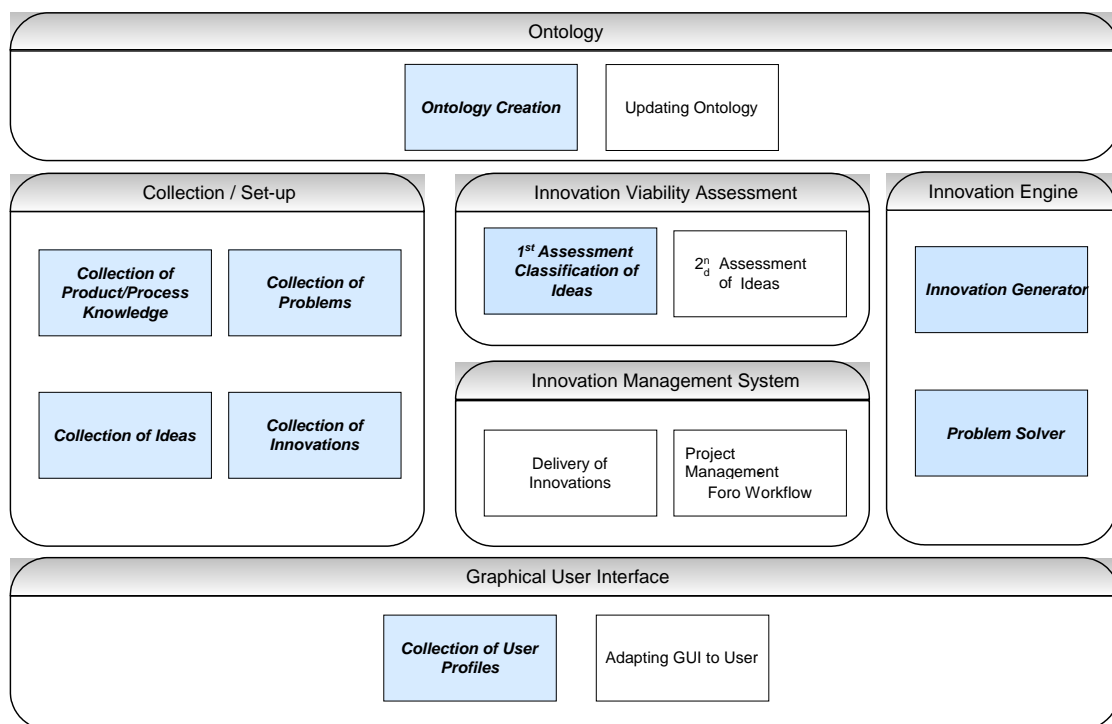 Ontology
Ontology Creation
Updating Ontology
Collection / Set-up
Collection of
Product/Process
Knowledge
Collection of
Problems
Collection of Ideas
Collection of
Innovations
Innovation Viability Assessment
1st Assessment
Classification of
Ideas
2nd Assessment
of Ideas
Innovation Management System
Delivery of
Innovations
Project
Management
Foro Workflow
Innovation Engine
Innovation Generator
Problem Solver
Graphical User Interface
Collection of User
Profiles
Adapting GUI to User